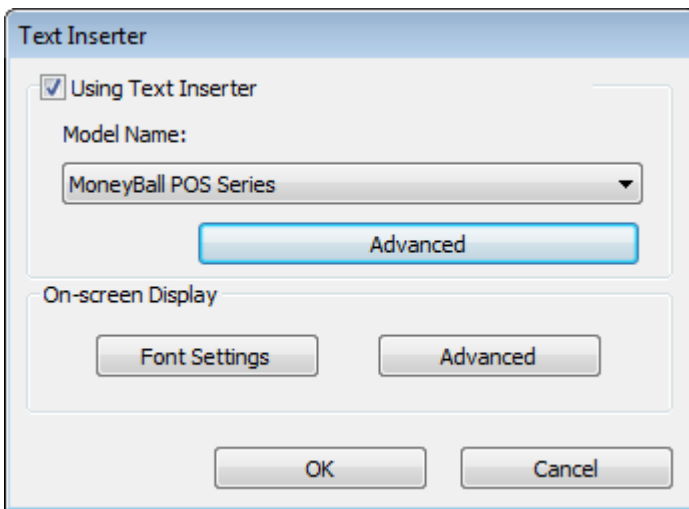 Text Inserter
Using Text Inserter
Model Name:
MoneyBall POS Series
Advanced
On-screen Display
Font Settings Advanced
OK Cancel